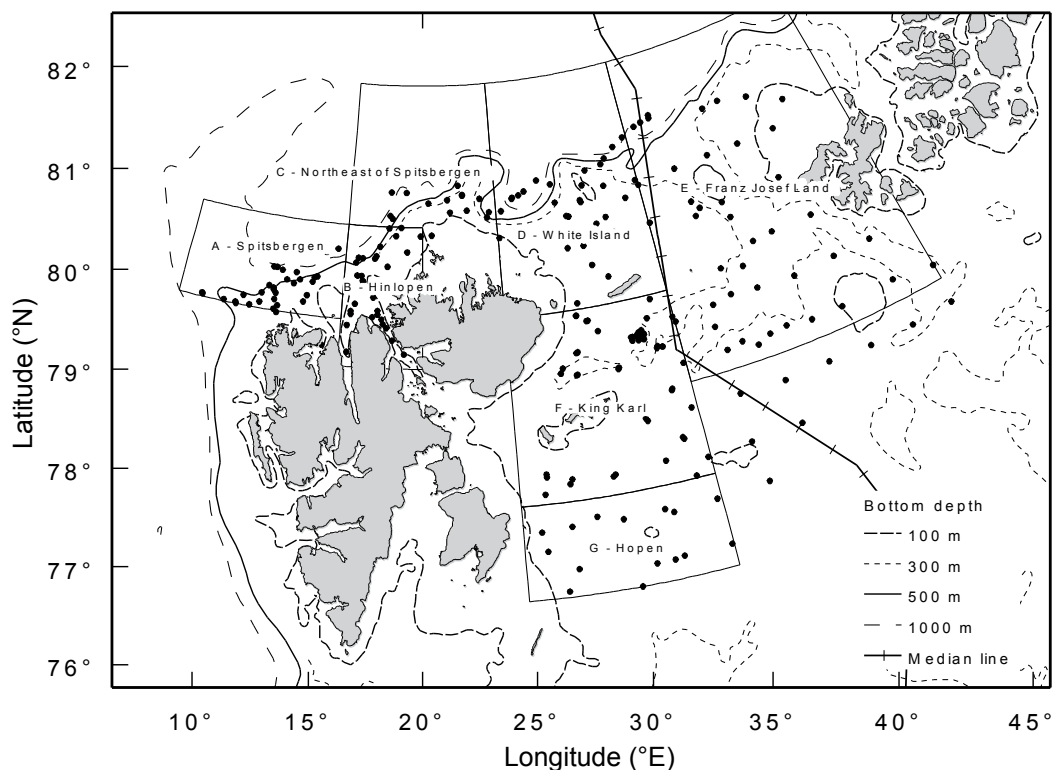 82°
81°
80°
79°
78°
77°
76°
Latitude (°N)
C - Northeast of Spitsbergen
A - Spitsbergen
B - Hinlopen
D - White Island
E - Franz Josef Land
F - King Karl
G - Hopen
Bottom depth
100 m
300 m
500 m
1000 m
Median line
10° 15° 20° 25° 30° 35° 40° 45°
Longitude (°E)